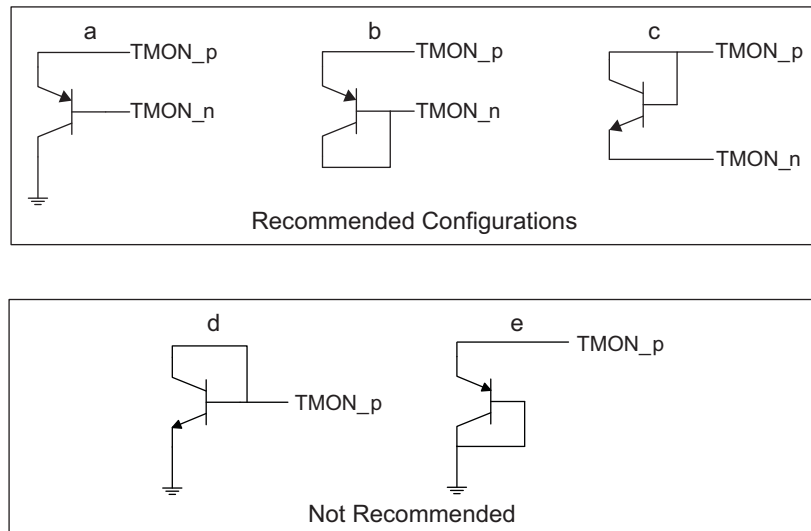 a
b
c
TMON_p
TMON_p
TMON_p
TMON_n
TMON_n
TMON_n
Recommended Configurations
d
e
TMON_p
TMON_p
Not Recommended